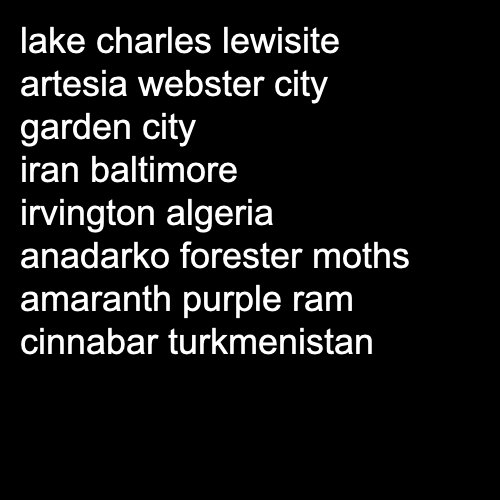 lake charles lewisite
artesia webster city
garden city
iran baltimore
irvington algeria
anadarko forester moths
amaranth purple ram
cinnabar turkmenistan